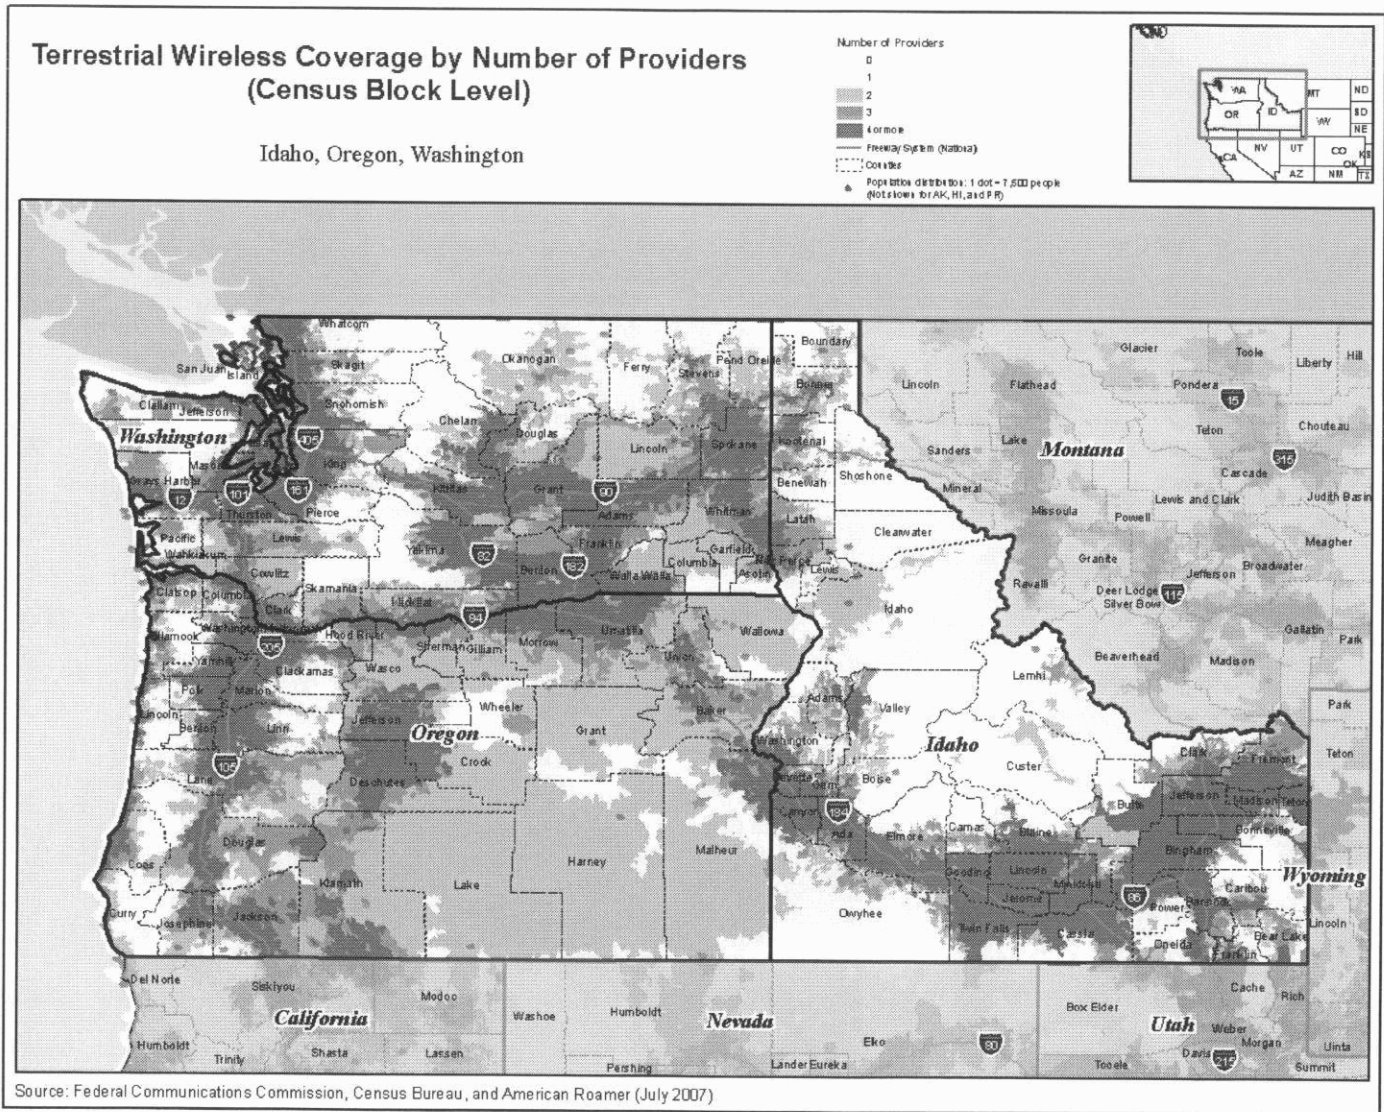 Terrestrial Wireless Coverage by Number of Providers
(Census Block Level)
Idaho, Oregon, Washington
Number of Providers
0
1
2
3
4 or more
Freeway System (National)
Counties
Population distribution: 1 dot = 7,500 people
(Not shown for AK, HI, and PR)
WA
MT
ND
OR
ID
SD
WY
NE
CA
NV
UT
CO
KS
OK
AZ
NM
TX
Whatcom
San Juan
Island
Skagit
Okanogan
Ferry
Stevens
Pend Oreille
Boundary
Bonner
Glacier
Toole
Liberty
Hill
Clallam
Jefferson
Snohomish
Chelan
Douglas
Lincoln
Spokane
Kootenai
Lincoln
Flathead
Pondera
15
Teton
Chouteau
Washington
405
Mason
King
Kittitas
Grant
90
Benewah
Shoshone
Sanders
Lake
Montana
315
Cascade
Grays Harbor
12
101
161
Thurston
Pierce
Adams
Whitman
Latah
Mineral
Missoula
Powell
Lewis and Clark
Judith Basin
Pacific
Lewis
Wahkiakum
Cowlitz
Yakima
82
Franklin
182
Benton
Walla Walla
Columbia
Garfield
Asotin
Nez Perce
Lewis
Clearwater
Meagher
Granite
Jefferson
Broadwater
Ravalli
Deer Lodge
115
Silver Bow
Clatsop
Columbia
Clark
Skamania
Klickitat
84
Idaho
Gallatin
Park
Tillamook
Washington
205
Hood River
Sherman
Gilliam
Morrow
Umatilla
Wallowa
Union
Beaverhead
Madison
Yamhill
Clackamas
Wasco
Polk
Marion
Lincoln
Benton
Linn
Jefferson
Wheeler
Oregon
Grant
Baker
Adams
Valley
Lemhi
Park
Washington
Idaho
Clark
Fremont
Teton
105
Lane
Deschutes
Crook
Payette
Gem
Boise
Custer
Butte
Jefferson
Madison
Teton
Canyon
184
Ada
Elmore
Camas
Blaine
Bonneville
Bingham
Coos
Douglas
Harney
Malheur
Gooding
Lincoln
Minidoka
Jerome
Wyoming
Klamath
Lake
86
Power
Bannock
Caribou
Curry
Josephine
Jackson
Owyhee
Twin Falls
Cassia
Oneida
Franklin
Bear Lake
Lincoln
Del Norte
Siskiyou
Modoc
Cache
Rich
California
Washoe
Humboldt
Nevada
Box Elder
Utah
Weber
Humboldt
Trinity
Shasta
Lassen
Pershing
Elko
80
Lander
Eureka
Tooele
Davis
215
Morgan
Summit
Uinta
Source: Federal Communications Commission, Census Bureau, and American Roamer (July 2007)